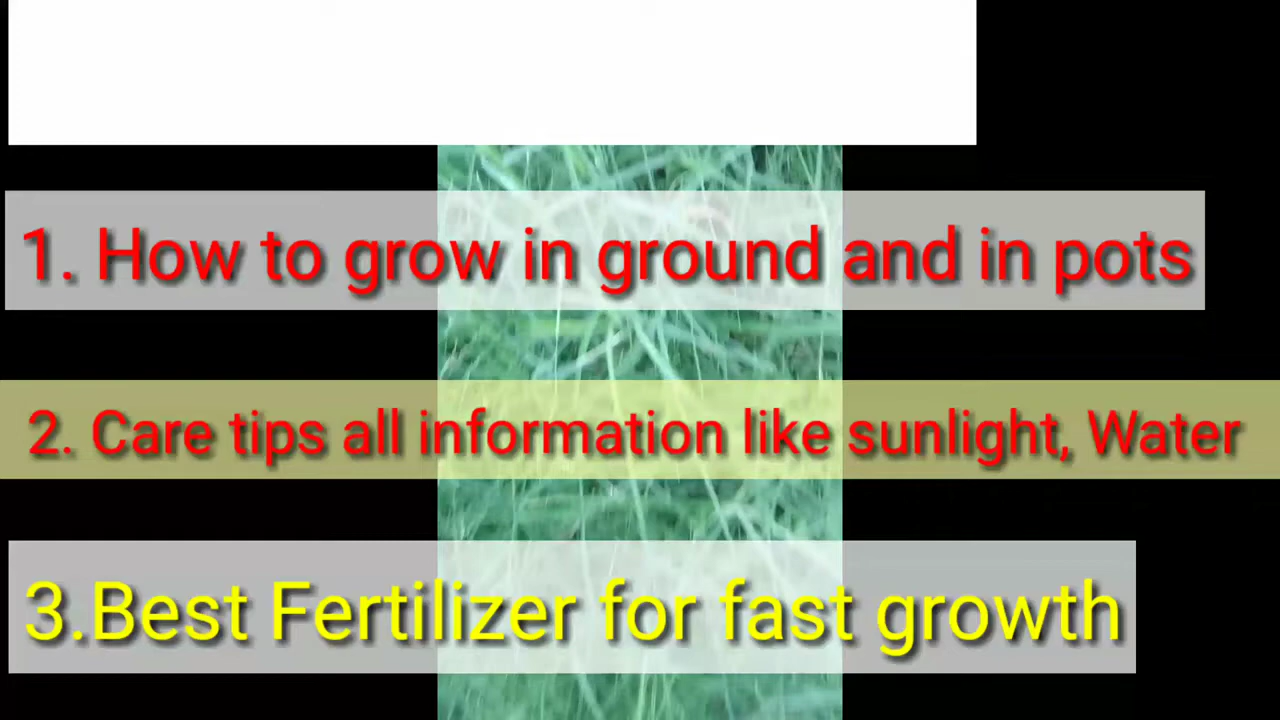 1. How to grow in ground and in pots
2. Care tips all information like sunlight, Water
3.Best Fertilizer for fast growth